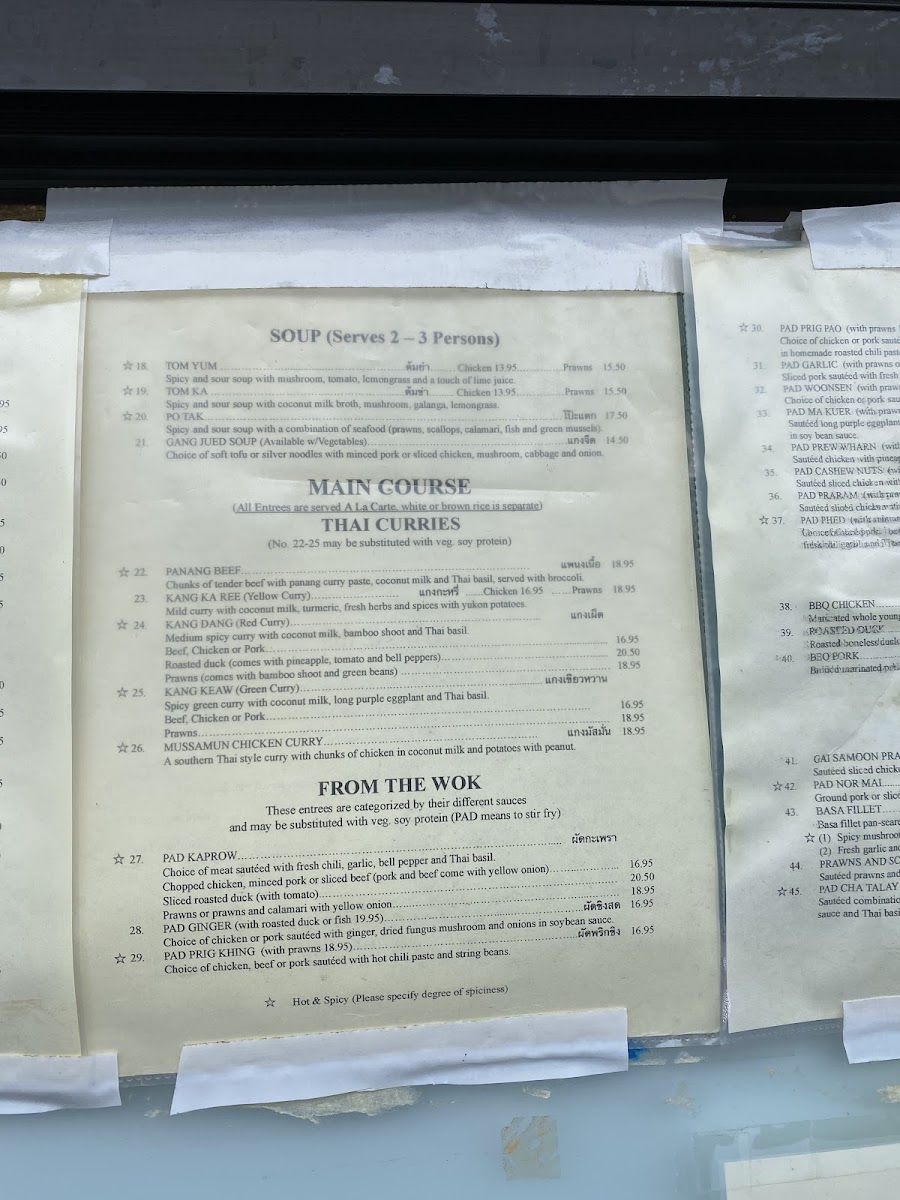 SOUP (Serves 2 – 3 Persons)
☆ 18. TOM YUM ... ต้มยำ ... Chicken 13.95 ... Prawns 15.50
Spicy and sour soup with mushroom, tomato, lemongrass and a touch of lime juice.
☆ 19. TOM KA ... ต้มข่า ... Chicken 13.95 ... Prawns 15.50
Spicy and sour soup with coconut milk broth, mushroom, galanga, lemongrass.
☆ 20. PO TAK ... โป๊ะแตก 17.50
Spicy and sour soup with a combination of seafood (prawns, scallops, calamari, fish and green mussels).
21. GANG JUED SOUP (Available w/Vegetables) ... แกงจืด 14.50
Choice of soft tofu or silver noodles with minced pork or sliced chicken, mushroom, cabbage and onion.
MAIN COURSE
(All Entrees are served A La Carte, white or brown rice is separate)
THAI CURRIES
(No. 22-25 may be substituted with veg. soy protein)
☆ 22. PANANG BEEF ... แพนงเนื้อ 18.95
Chunks of tender beef with panang curry paste, coconut milk and Thai basil, served with broccoli.
23. KANG KA REE (Yellow Curry) ... แกงกะหรี่ ... Chicken 16.95 ... Prawns 18.95
Mild curry with coconut milk, turmeric, fresh herbs and spices with yukon potatoes.
☆ 24. KANG DANG (Red Curry) ... แกงเผ็ด
Medium spicy curry with coconut milk, bamboo shoot and Thai basil.
Beef, Chicken or Pork ... 16.95
Roasted duck (comes with pineapple, tomato and bell peppers) ... 20.50
Prawns (comes with bamboo shoot and green beans) ... 18.95
☆ 25. KANG KEAW (Green Curry) ... แกงเขียวหวาน
Spicy green curry with coconut milk, long purple eggplant and Thai basil.
Beef, Chicken or Pork ... 16.95
Prawns ... 18.95
☆ 26. MUSSAMUN CHICKEN CURRY ... แกงมัสมั่น 18.95
A southern Thai style curry with chunks of chicken in coconut milk and potatoes with peanut.
FROM THE WOK
These entrees are categorized by their different sauces
and may be substituted with veg. soy protein (PAD means to stir fry)
☆ 27. PAD KAPROW ... ผัดกะเพรา
Choice of meat sautéed with fresh chili, garlic, bell pepper and Thai basil.
Chopped chicken, minced pork or sliced beef (pork and beef come with yellow onion) ... 16.95
Sliced roasted duck (with tomato) ... 20.50
Prawns or prawns and calamari with yellow onion ... 18.95
28. PAD GINGER (with roasted duck or fish 19.95) ... ผัดขิงสด 16.95
Choice of chicken or pork sautéed with ginger, dried fungus mushroom and onions in soybean sauce.
☆ 29. PAD PRIG KHING (with prawns 18.95) ... ผัดพริกขิง 16.95
Choice of chicken, beef or pork sautéed with hot chili paste and string beans.
☆ Hot & Spicy (Please specify degree of spiciness)
☆ 30. PAD PRIG PAO (with prawns
Choice of chicken or pork
in homemade roasted chili
31. PAD GARLIC (with prawns
Sliced pork sautéed with fresh
32. PAD WOONSEN (with
Choice of chicken or pork
33. PAD MA KUER (with
Sautéed long purple eggplant
in soy bean sauce.
34. PAD PREW WHARN
Sautéed chicken with
35. PAD CASHEW NUTS
Sautéed sliced chicken
36. PAD PRARAM
Sautéed sliced chicken
☆ 37. PAD PHED
38. BBQ CHICKEN
Marinated whole
39. ROASTED DUCK
Roasted boneless duck
40. BBQ PORK
41. GAI SAMOON
Sautéed sliced
☆ 42. PAD NOR MAI
Ground pork or
43. BASA FILLET
Basa fillet
☆ (1) Spicy
(2) Fresh garlic
44. PRAWNS AND
Sautéed prawns
☆ 45. PAD CHA TALAY
Sautéed
sauce and Thai